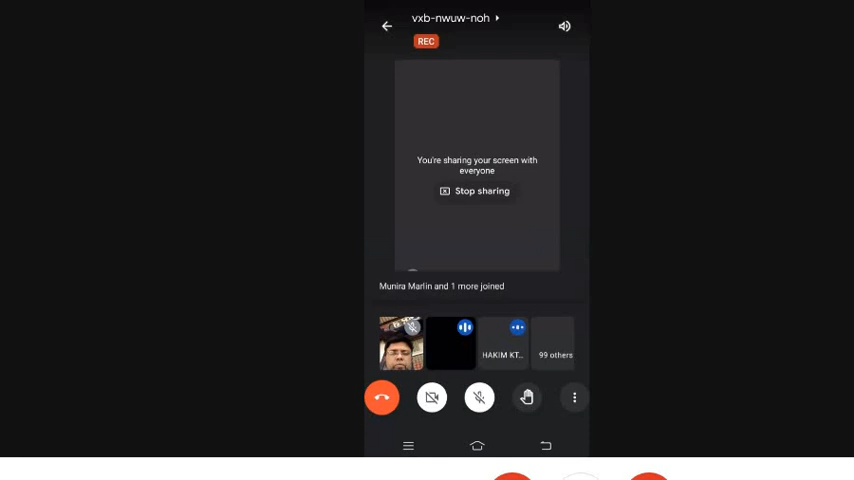 vxb-nwuw-noh
REC
You're sharing your screen with
everyone
Stop sharing
Munira Marlin and 1 more joined
HAKIM KT...
99 others